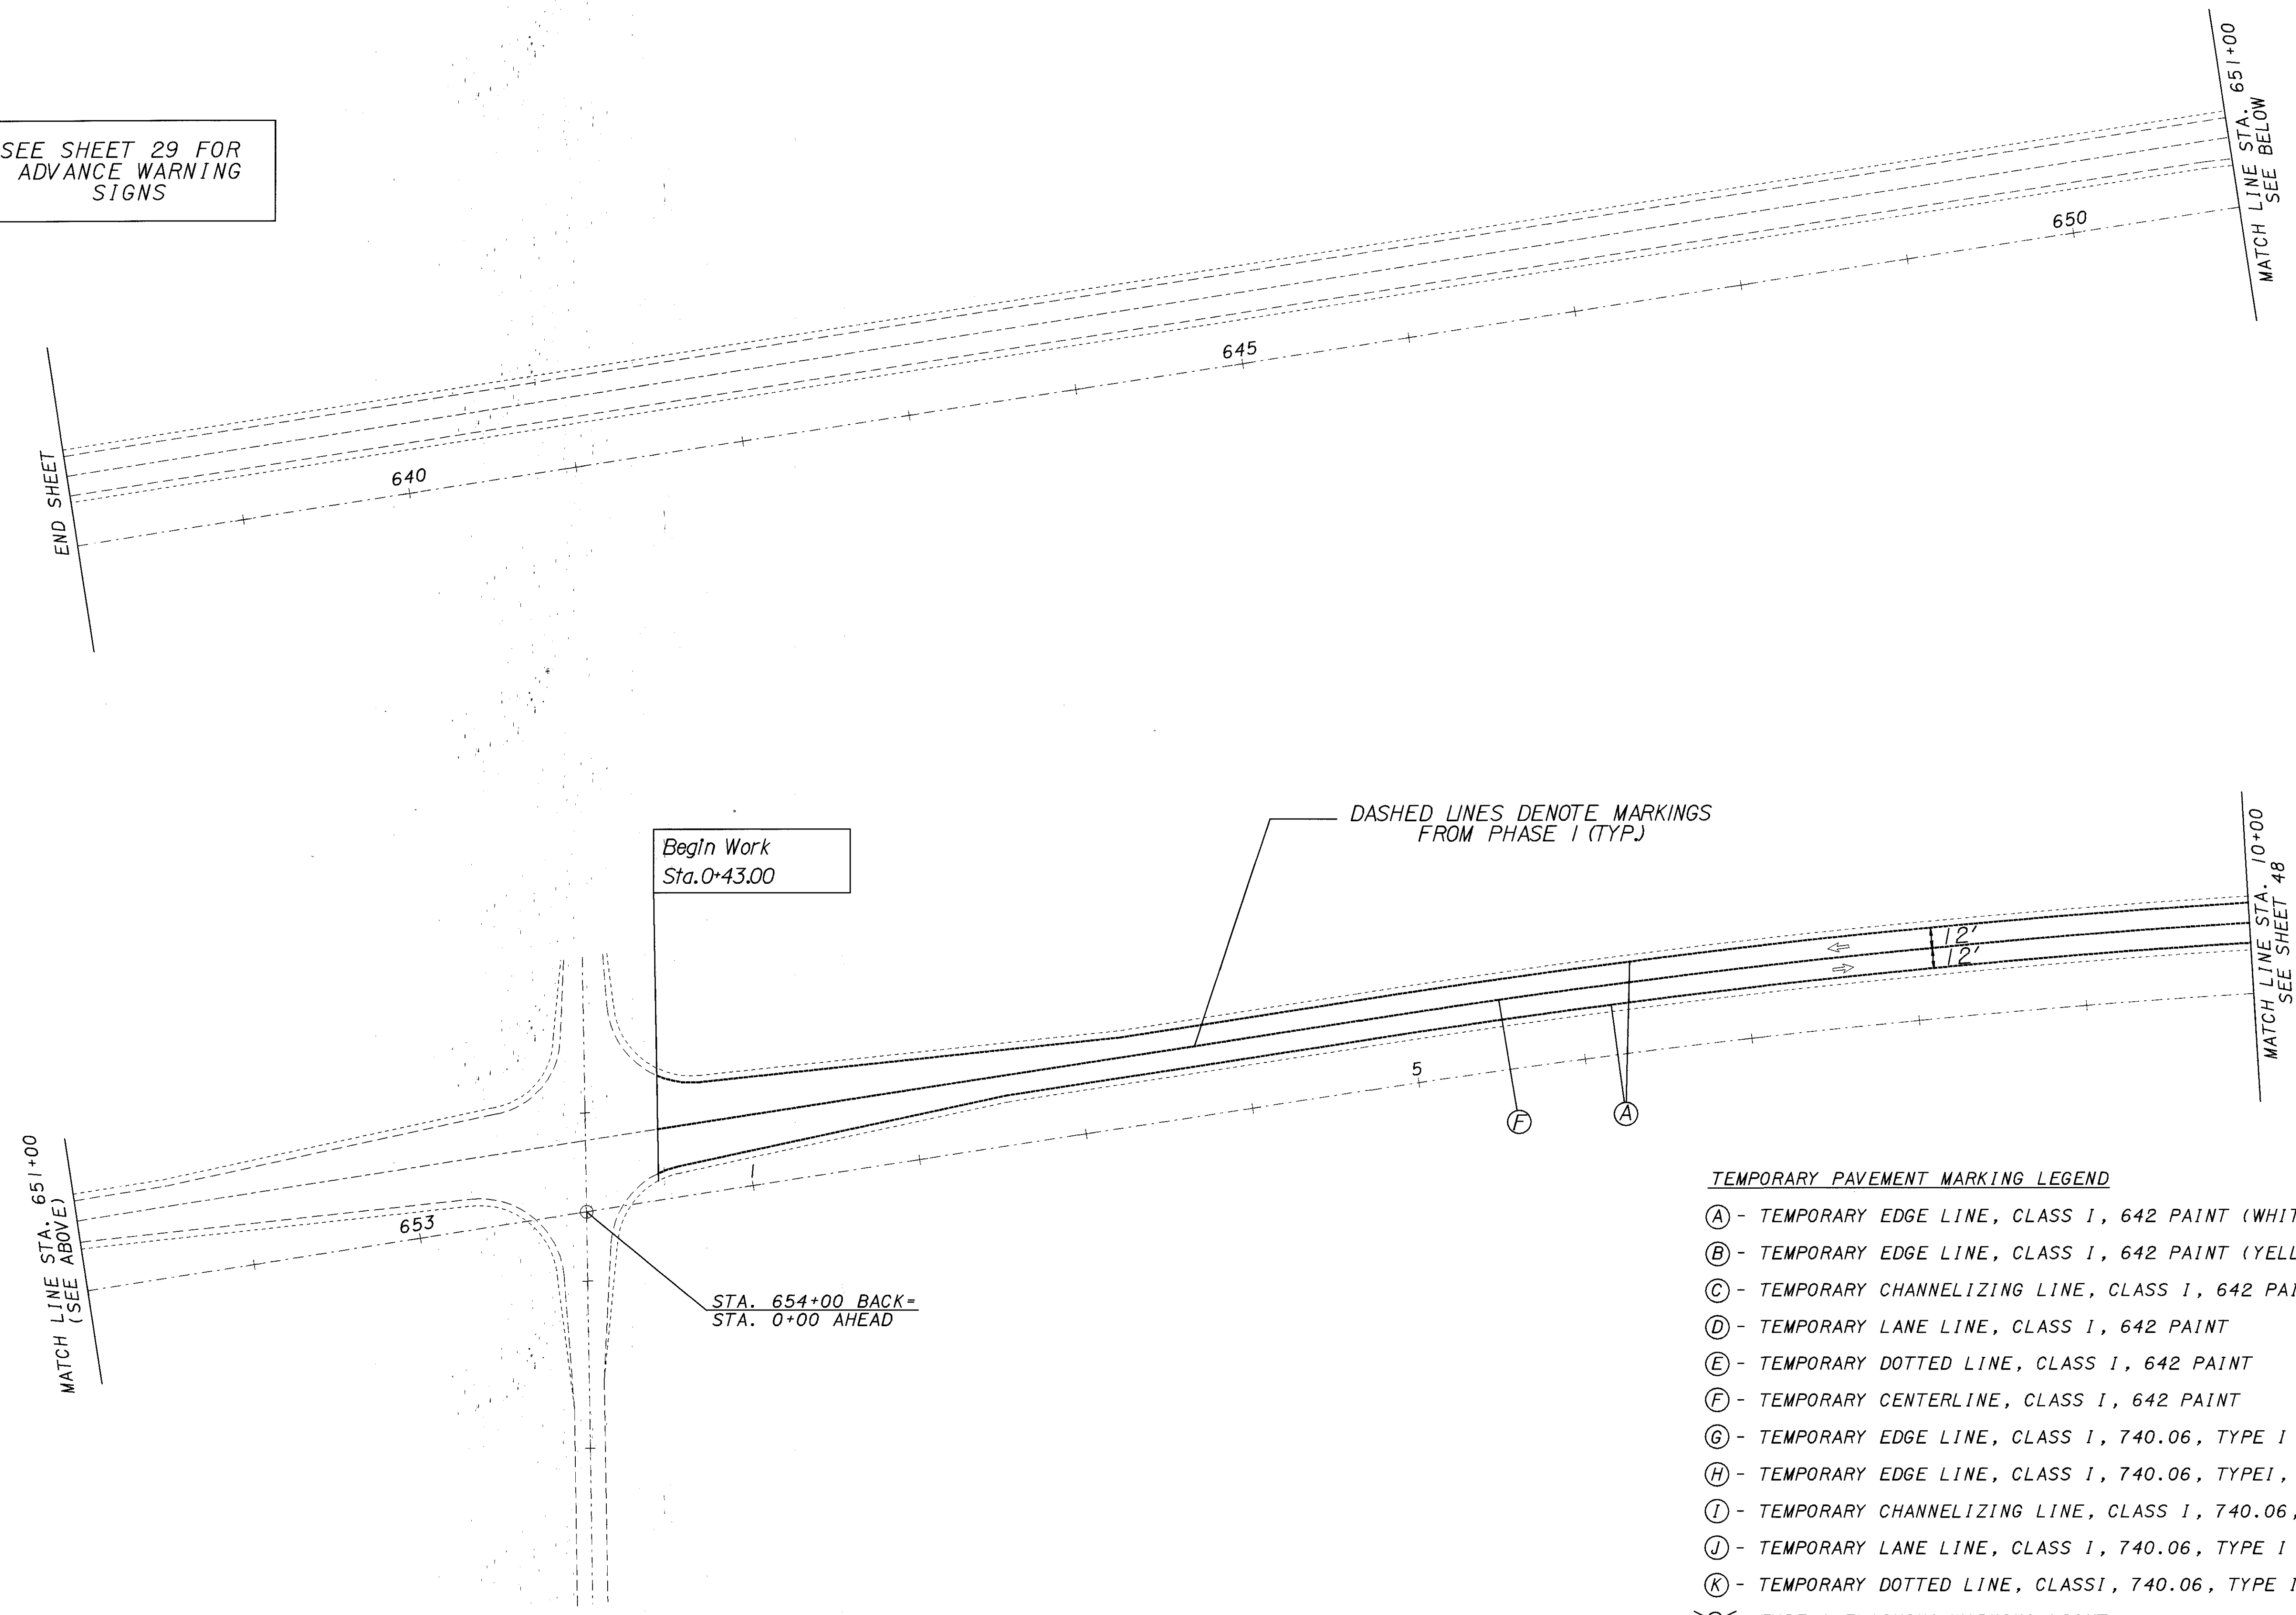 SEE SHEET 29 FOR
ADVANCE WARNING
SIGNS
MATCH LINE STA. 651+00
SEE BELOW
650
645
640
END SHEET
DASHED LINES DENOTE MARKINGS
FROM PHASE I (TYP.)
Begin Work
Sta. 0+43.00
12'
12'
MATCH LINE STA. 10+00
SEE SHEET 48
5
F
A
1
653
MATCH LINE STA. 651+00
(SEE ABOVE)
STA. 654+00 BACK=
STA. 0+00 AHEAD
TEMPORARY PAVEMENT MARKING LEGEND
A - TEMPORARY EDGE LINE, CLASS I, 642 PAINT (WHIT
B - TEMPORARY EDGE LINE, CLASS I, 642 PAINT (YELL
C - TEMPORARY CHANNELIZING LINE, CLASS I, 642 PAI
D - TEMPORARY LANE LINE, CLASS I, 642 PAINT
E - TEMPORARY DOTTED LINE, CLASS I, 642 PAINT
F - TEMPORARY CENTERLINE, CLASS I, 642 PAINT
G - TEMPORARY EDGE LINE, CLASS I, 740.06, TYPE I
H - TEMPORARY EDGE LINE, CLASS I, 740.06, TYPEI,
I - TEMPORARY CHANNELIZING LINE, CLASS I, 740.06,
J - TEMPORARY LANE LINE, CLASS I, 740.06, TYPE I
K - TEMPORARY DOTTED LINE, CLASSI, 740.06, TYPE I